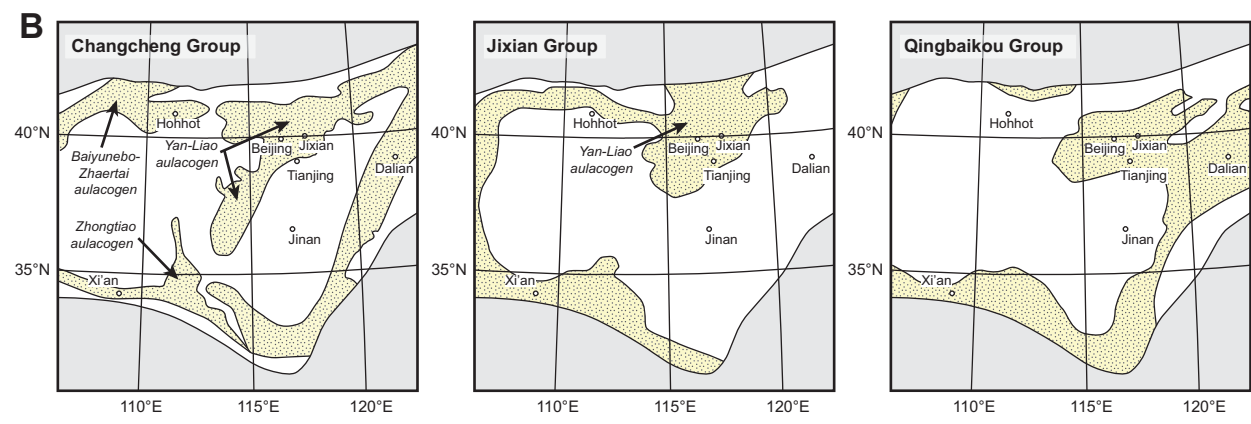 B
Changcheng Group
Hohhot
Yan-Liao
aulacogen
Beijing
Jixian
Baiyunebo-
Zhaertai
aulacogen
Tianjing
Dalian
Zhongtiao
aulacogen
Jinan
Xi'an
40°N
35°N
110°E
115°E
120°E
Jixian Group
Hohhot
Yan-Liao
aulacogen
Beijing
Jixian
Tianjing
Dalian
Jinan
Xi'an
40°N
35°N
110°E
115°E
120°E
Qingbaikou Group
Hohhot
Beijing
Jixian
Tianjing
Dalian
Jinan
Xi'an
40°N
35°N
110°E
115°E
120°E